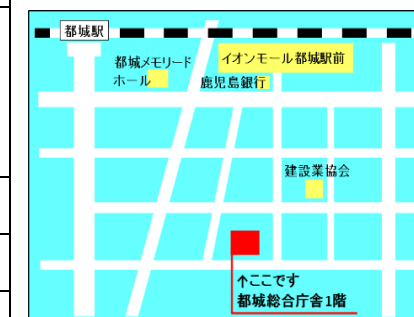 都城駅
都城メモリード
ホール
イオンモール都城駅前
鹿児島銀行
建設業協会
↑ここです
都城総合庁舎1階